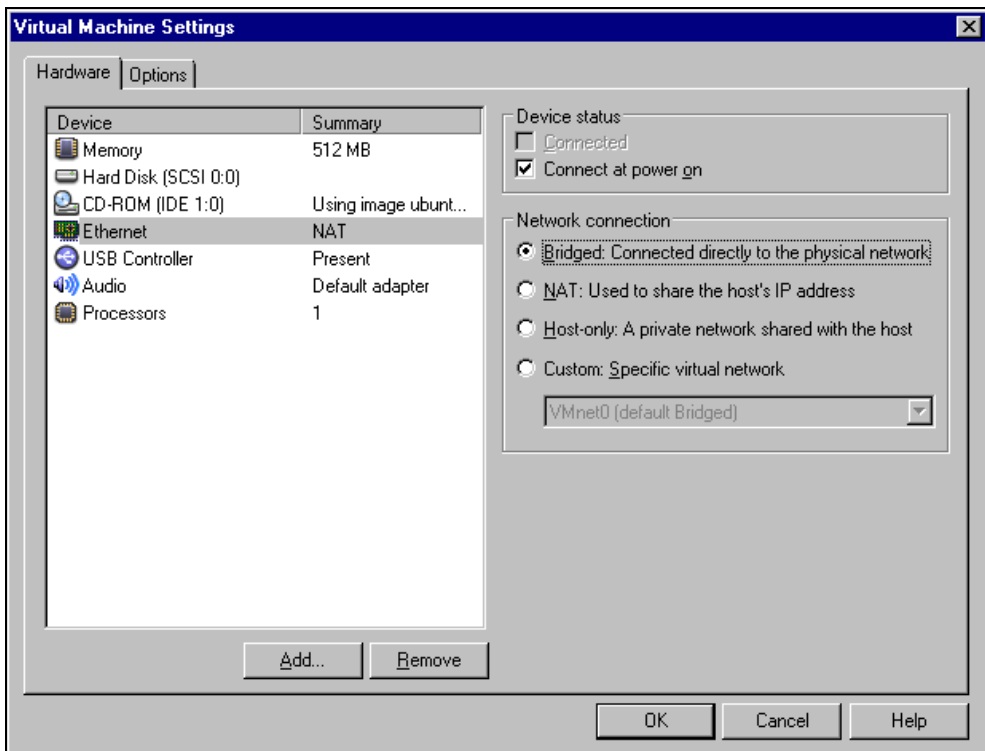 Virtual Machine Settings
Hardware Options
Device Summary
Memory 512 MB
Hard Disk (SCSI 0:0)
CD-ROM (IDE 1:0) Using image ubunt...
Ethernet NAT
USB Controller Present
Audio Default adapter
Processors 1
Add... Remove
Device status
Connected
Connect at power on
Network connection
Bridged: Connected directly to the physical network
NAT: Used to share the host's IP address
Host-only: A private network shared with the host
Custom: Specific virtual network
VMnet0 (default Bridged)
OK Cancel Help